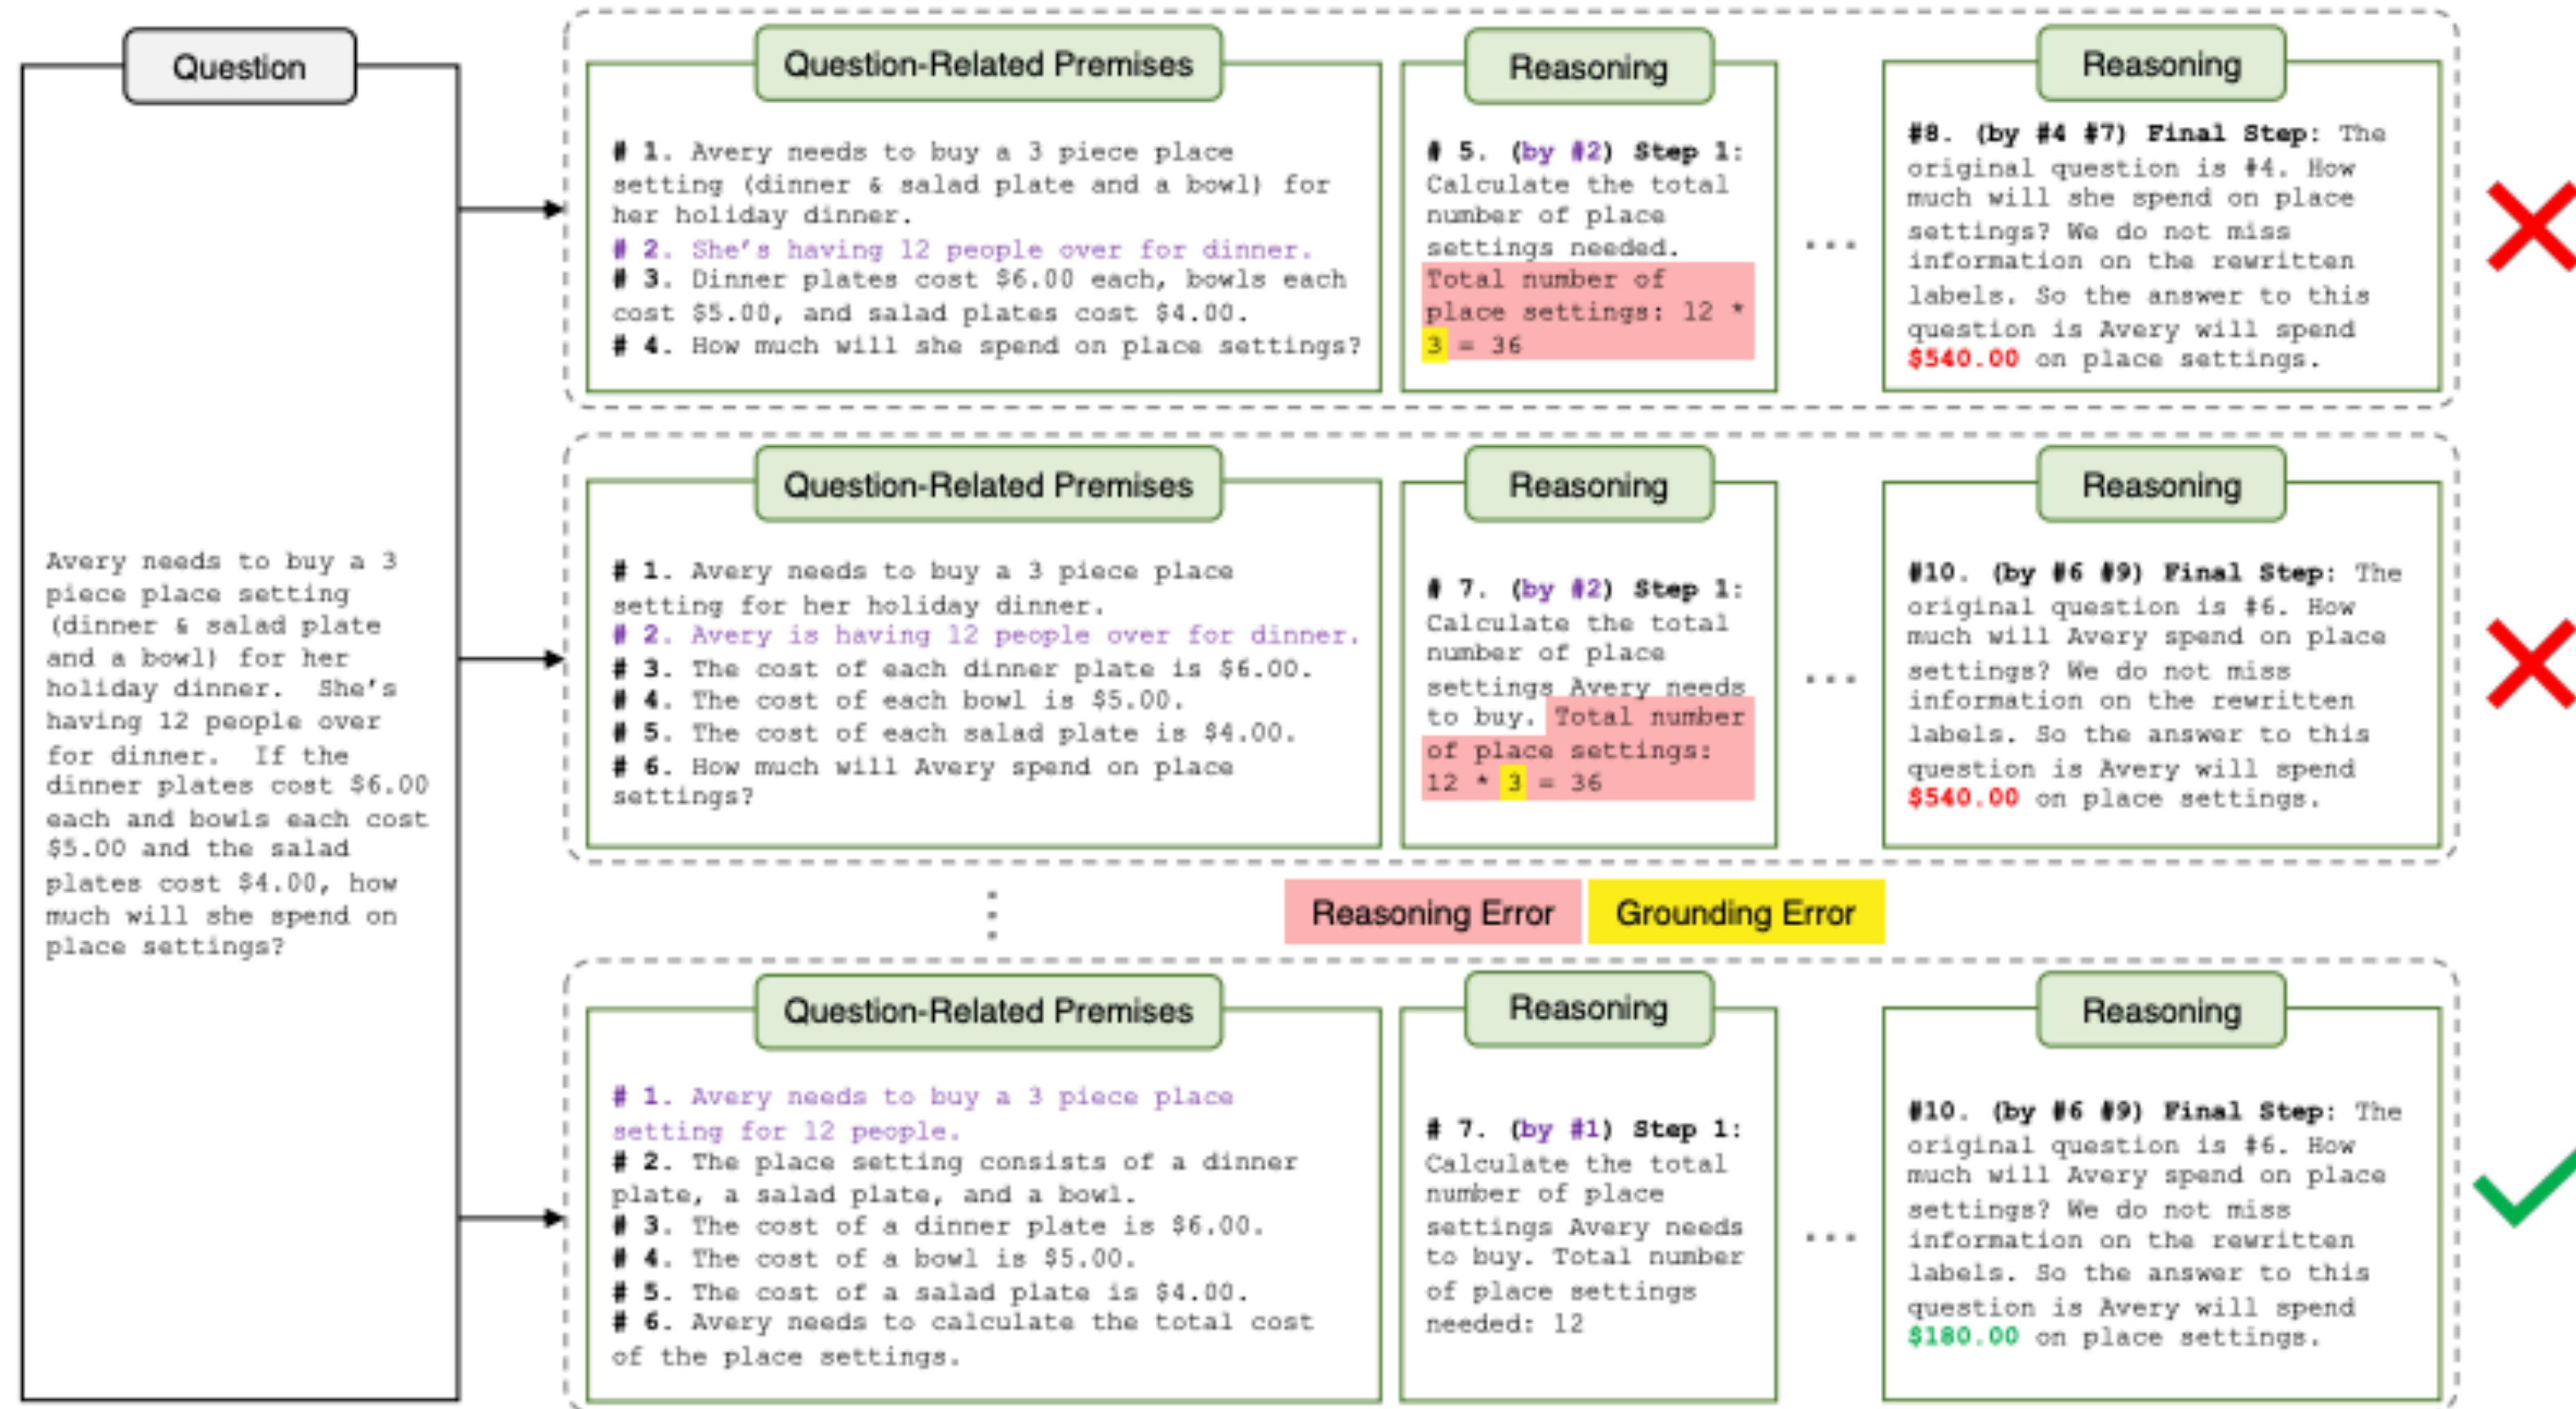 Question
Avery needs to buy a 3
piece place setting
(dinner & salad plate
and a bowl) for her
holiday dinner. She's
having 12 people over
for dinner. If the
dinner plates cost $6.00
each and bowls each cost
$5.00 and the salad
plates cost $4.00, how
much will she spend on
place settings?
Question-Related Premises
# 1. Avery needs to buy a 3 piece place
setting (dinner & salad plate and a bowl) for
her holiday dinner.
# 2. She's having 12 people over for dinner.
# 3. Dinner plates cost $6.00 each, bowls each
cost $5.00, and salad plates cost $4.00.
# 4. How much will she spend on place settings?
Reasoning
# 5. (by #2) Step 1:
Calculate the total
number of place
settings needed.
Total number of
place settings: 12 *
3 = 36
...
Reasoning
#8. (by #4 #7) Final Step: The
original question is #4. How
much will she spend on place
settings? We do not miss
information on the rewritten
labels. So the answer to this
question is Avery will spend
$540.00 on place settings.
Question-Related Premises
# 1. Avery needs to buy a 3 piece place
setting for her holiday dinner.
# 2. Avery is having 12 people over for dinner.
# 3. The cost of each dinner plate is $6.00.
# 4. The cost of each bowl is $5.00.
# 5. The cost of each salad plate is $4.00.
# 6. How much will Avery spend on place
settings?
Reasoning
# 7. (by #2) Step 1:
Calculate the total
number of place
settings Avery needs
to buy. Total number
of place settings:
12 * 3 = 36
...
Reasoning
#10. (by #6 #9) Final Step: The
original question is #6. How
much will Avery spend on place
settings? We do not miss
information on the rewritten
labels. So the answer to this
question is Avery will spend
$540.00 on place settings.
Reasoning Error
Grounding Error
Question-Related Premises
# 1. Avery needs to buy a 3 piece place
setting for 12 people.
# 2. The place setting consists of a dinner
plate, a salad plate, and a bowl.
# 3. The cost of a dinner plate is $6.00.
# 4. The cost of a bowl is $5.00.
# 5. The cost of a salad plate is $4.00.
# 6. Avery needs to calculate the total cost
of the place settings.
Reasoning
# 7. (by #1) Step 1:
Calculate the total
number of place
settings Avery needs
to buy. Total number
of place settings
needed: 12
...
Reasoning
#10. (by #6 #9) Final Step: The
original question is #6. How
much will Avery spend on place
settings? We do not miss
information on the rewritten
labels. So the answer to this
question is Avery will spend
$180.00 on place settings.